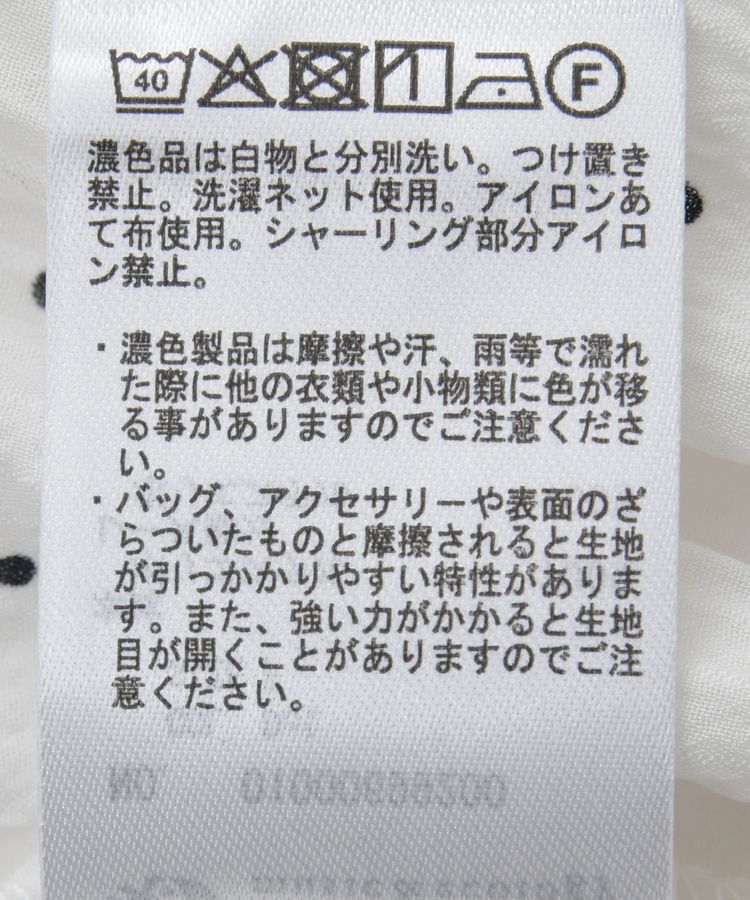 40 F
濃色品は白物と分別洗い。つけ置き
禁止。洗濯ネット使用。アイロンあ
て布使用。シャーリング部分アイロ
ン禁止。
・濃色製品は摩擦や汗、雨等で濡れ
た際に他の衣類や小物類に色が移
る事がありますのでご注意くださ
い。
・バッグ、アクセサリーや表面のざ
らついたものと摩擦されると生地
が引っかかりやすい特性がありま
す。また、強い力がかかると生地
目が開くことがありますのでご注
意ください。